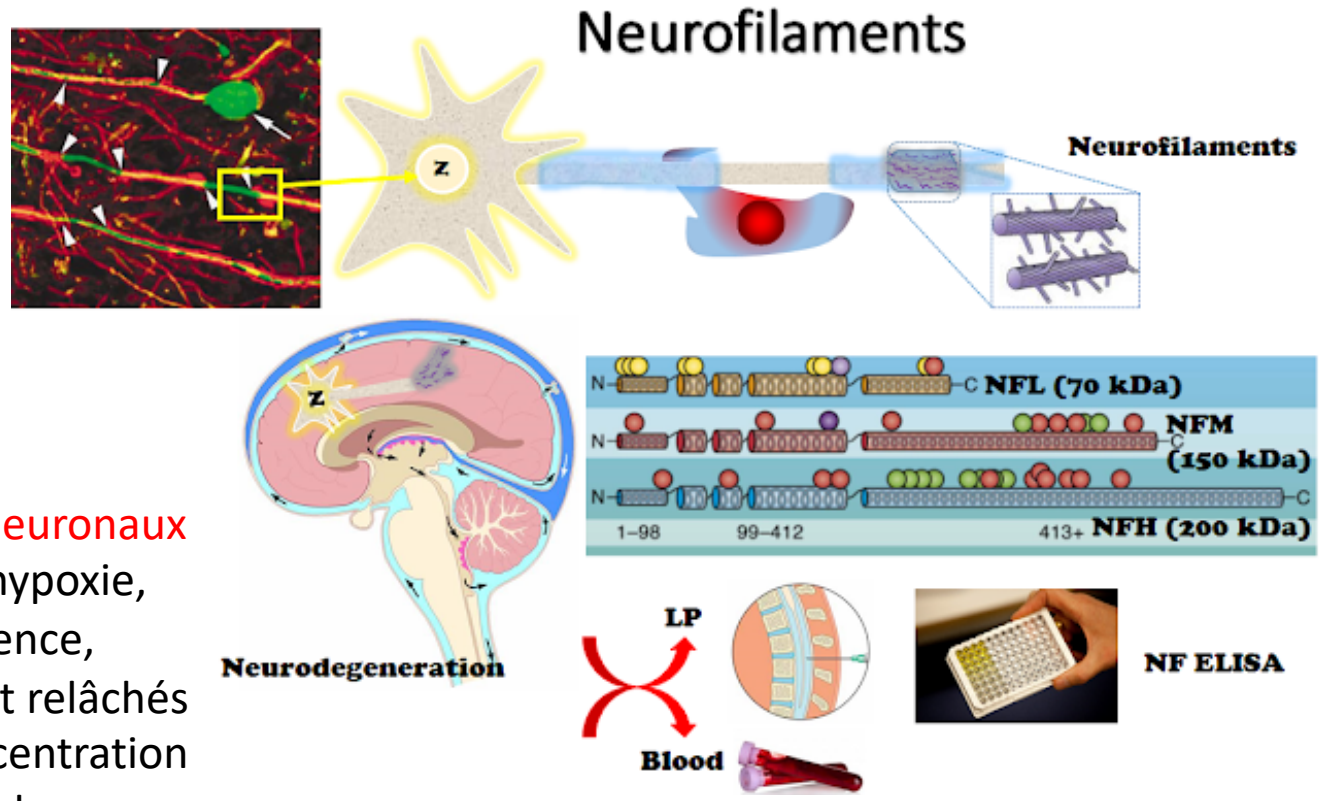 Neurofilaments
Z
Neurofilaments
Z
N
C NFL (70 kDa)
N
NFM
C
(150 kDa)
N
C
1–98
99–412
413+ NFH (200 kDa)
euronaux
hypoxie,
ence,
t relâchés
centration
Neurodegeneration
LP
NF ELISA
Blood